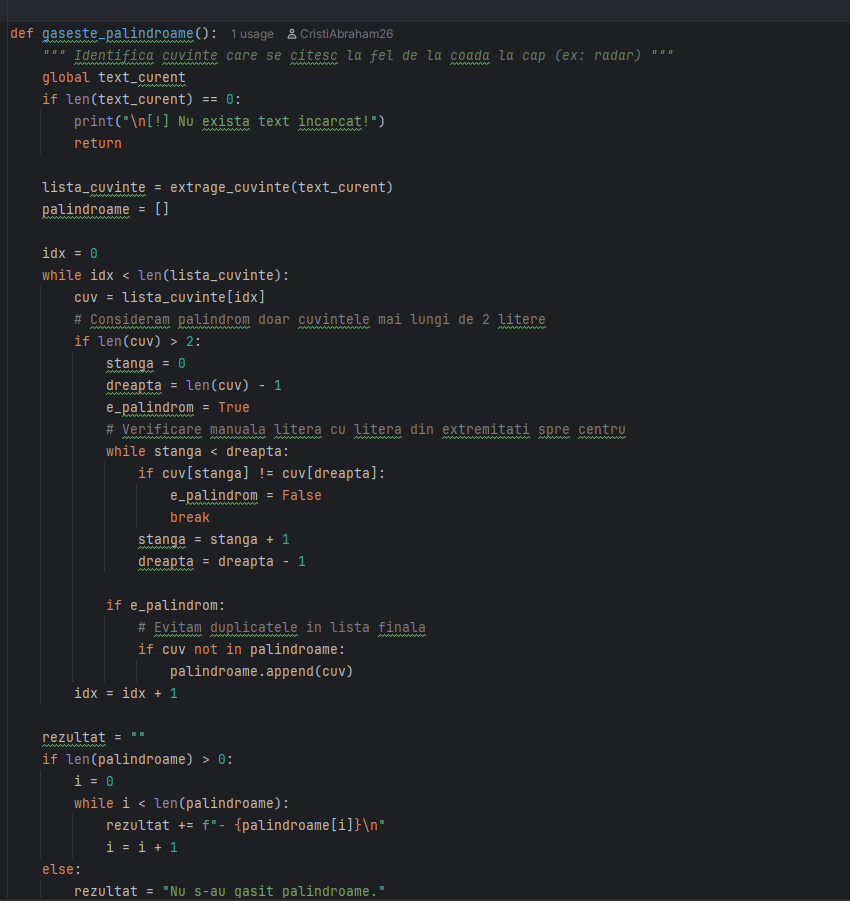 def gaseste_palindroame(): 1 usage CristiAbraham26
""" Identifica cuvinte care se citesc la fel de la coada la cap (ex: radar) """
global text_curent
if len(text_curent) == 0:
print("\n[!] Nu exista text incarcat!")
return
lista_cuvinte = extrage_cuvinte(text_curent)
palindroame = []
idx = 0
while idx < len(lista_cuvinte):
cuv = lista_cuvinte[idx]
# Consideram palindrom doar cuvintele mai lungi de 2 litere
if len(cuv) > 2:
stanga = 0
dreapta = len(cuv) - 1
e_palindrom = True
# Verificare manuala litera cu litera din extremitati spre centru
while stanga < dreapta:
if cuv[stanga] != cuv[dreapta]:
e_palindrom = False
break
stanga = stanga + 1
dreapta = dreapta - 1
if e_palindrom:
# Evitam duplicatele in lista finala
if cuv not in palindroame:
palindroame.append(cuv)
idx = idx + 1
rezultat = ""
if len(palindroame) > 0:
i = 0
while i < len(palindroame):
rezultat += f"- {palindroame[i]}\n"
i = i + 1
else:
rezultat = "Nu s-au gasit palindroame."